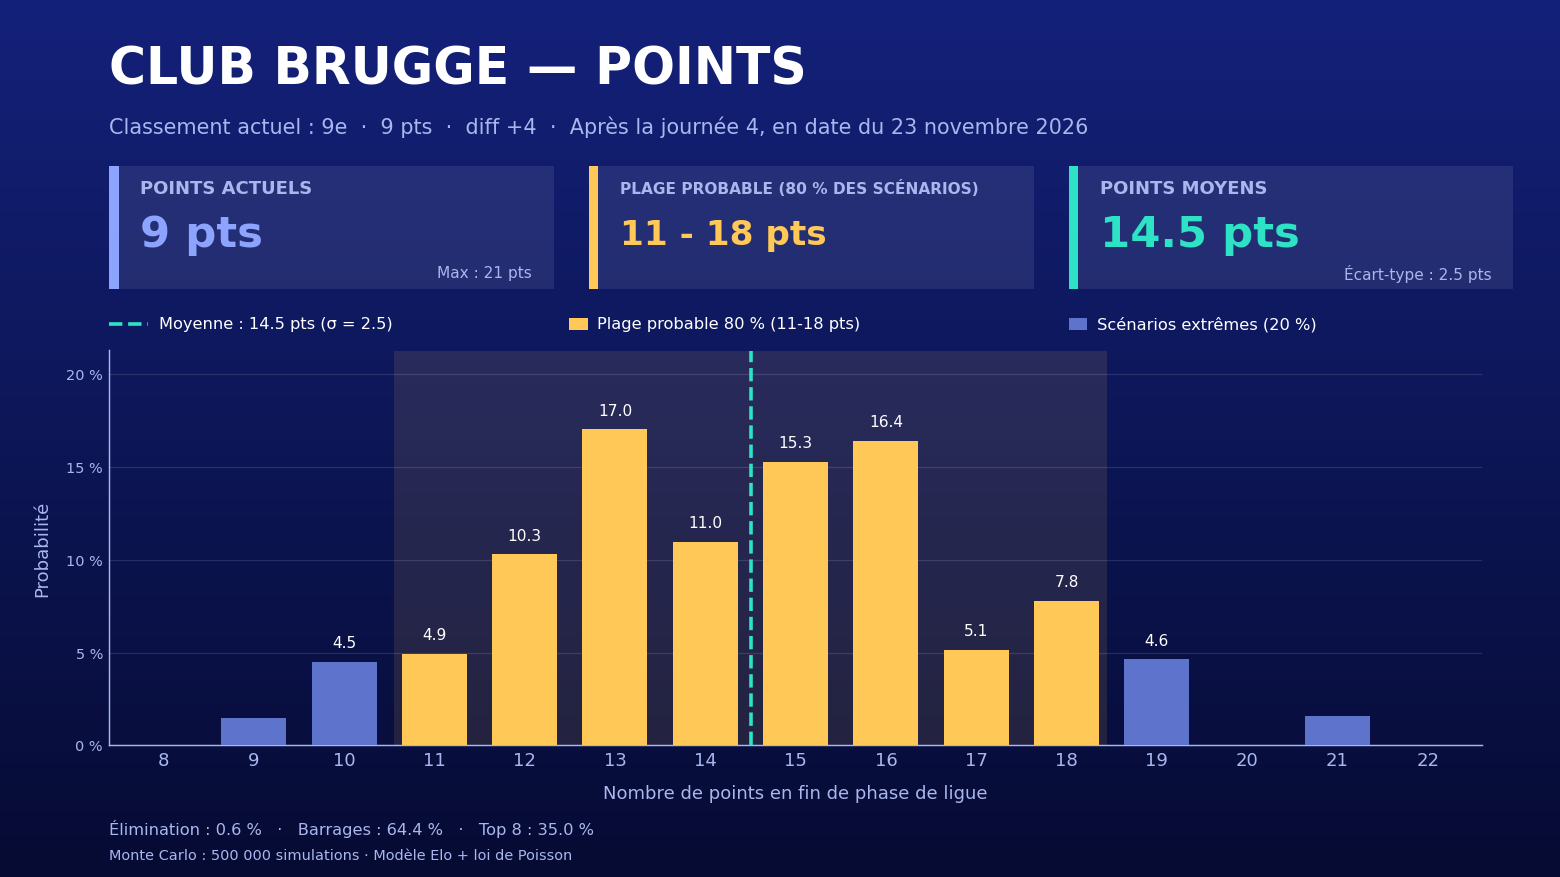 CLUB BRUGGE — POINTS
Classement actuel : 9e · 9 pts · diff +4 · Après la journée 4, en date du 23 novembre 2026
POINTS ACTUELS
9 pts
Max : 21 pts
PLAGE PROBABLE (80 % DES SCÉNARIOS)
11 - 18 pts
POINTS MOYENS
14.5 pts
Écart-type : 2.5 pts
Moyenne : 14.5 pts (σ = 2.5)
Plage probable 80 % (11-18 pts)
Scénarios extrêmes (20 %)
Probabilité
20 %
15 %
10 %
5 %
0 %
4.5
4.9
10.3
17.0
11.0
15.3
16.4
5.1
7.8
4.6
8 9 10 11 12 13 14 15 16 17 18 19 20 21 22
Nombre de points en fin de phase de ligue
Élimination : 0.6 % · Barrages : 64.4 % · Top 8 : 35.0 %
Monte Carlo : 500 000 simulations · Modèle Elo + loi de Poisson